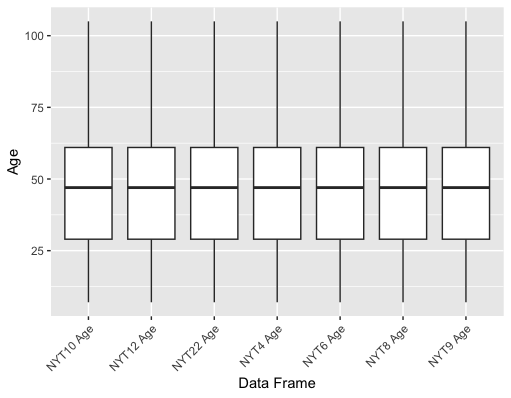 100
75
50
25
Age
NYT10 Age
NYT12 Age
NYT22 Age
NYT4 Age
NYT6 Age
NYT8 Age
NYT9 Age
Data Frame